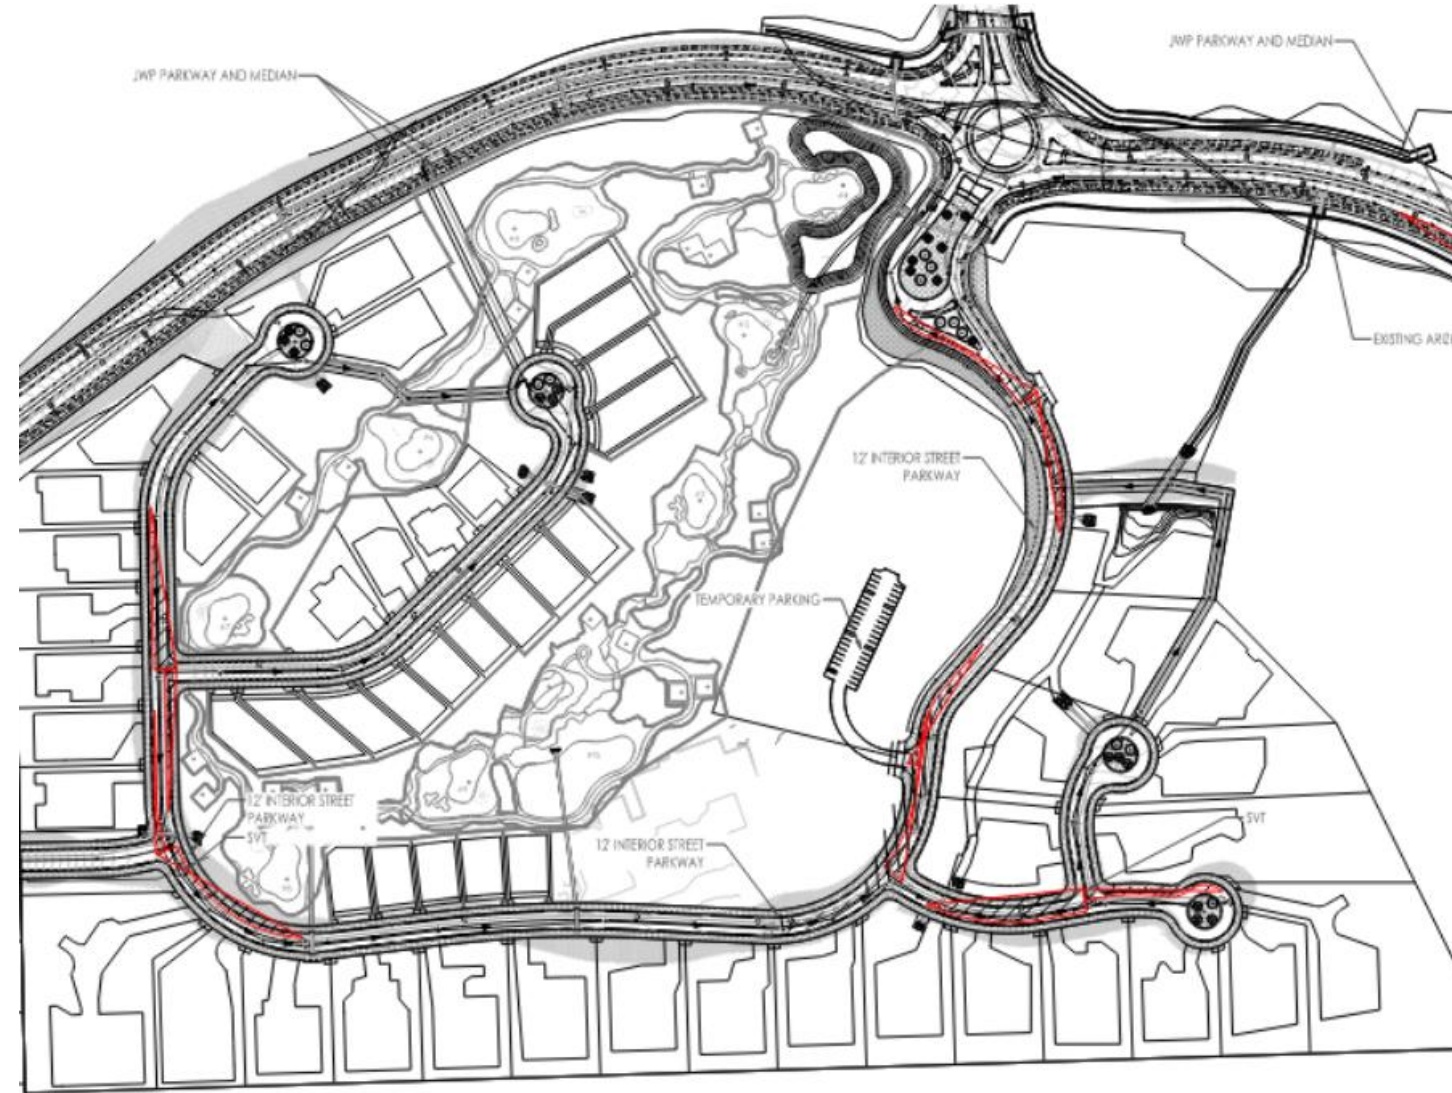 JWP PARKWAY AND MEDIAN
JWP PARKWAY AND MEDIAN
12' INTERIOR STREET
PARKWAY
TEMPORARY PARKING
12' INTERIOR STREET
PARKWAY
SVT
12' INTERIOR STREET
PARKWAY
SVT
EXISTING